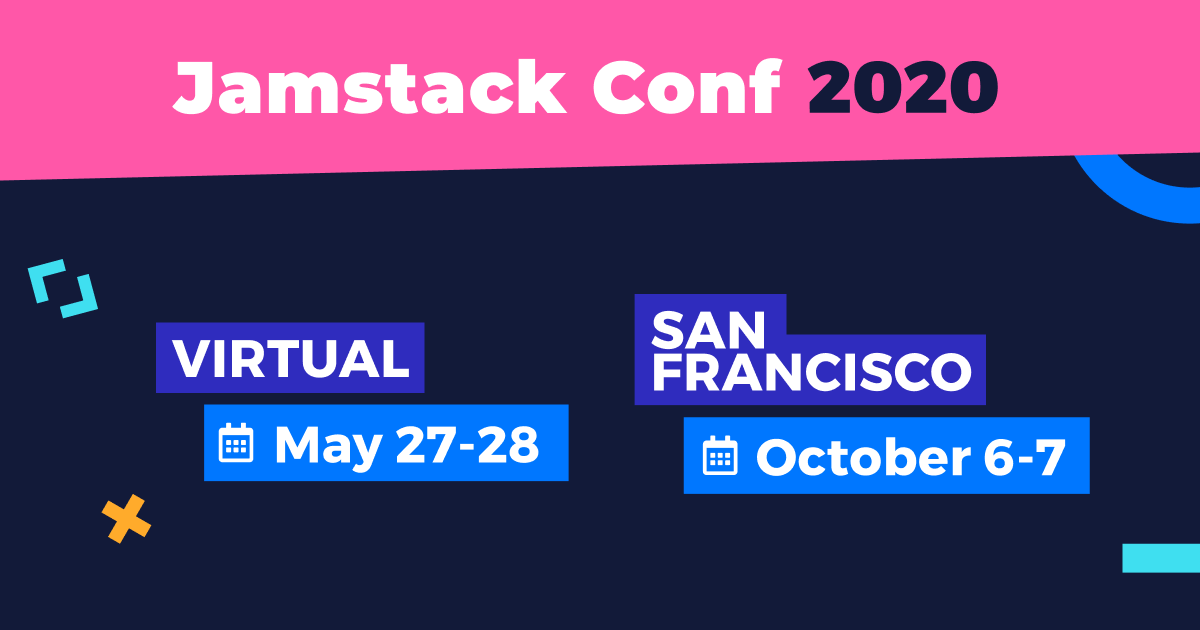 Jamstack Conf 2020
VIRTUAL
May 27-28
SAN
FRANCISCO
October 6-7